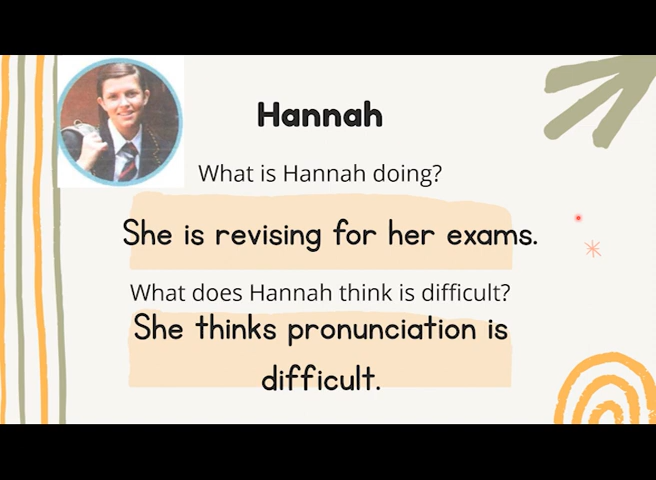 Hannah
What is Hannah doing?
She is revising for her exams.
What does Hannah think is difficult?
She thinks pronunciation is
difficult.